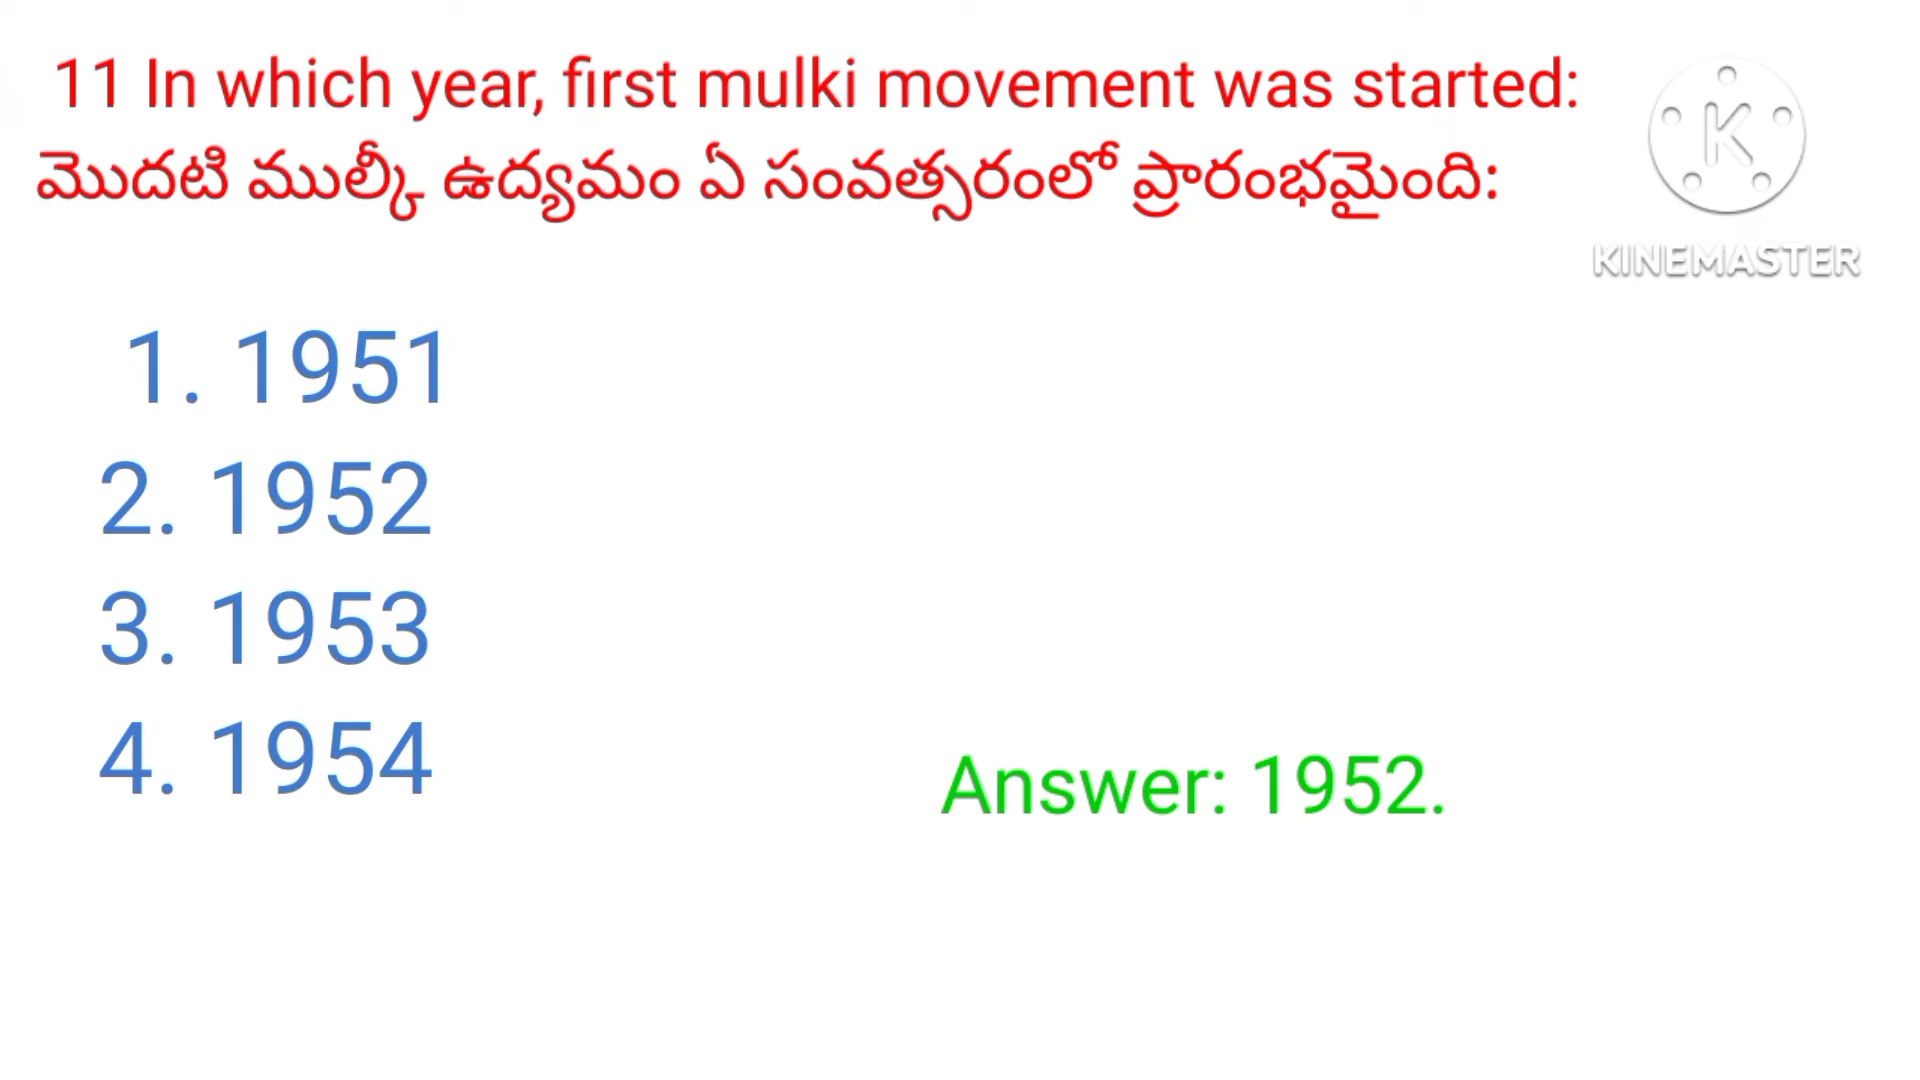 11 In which year, first mulki movement was started:
మొదటి ముల్కీ ఉద్యమం ఏ సంవత్సరంలో ప్రారంభమైంది:
K
KINEMASTER
1. 1951
2. 1952
3. 1953
4. 1954
Answer: 1952.